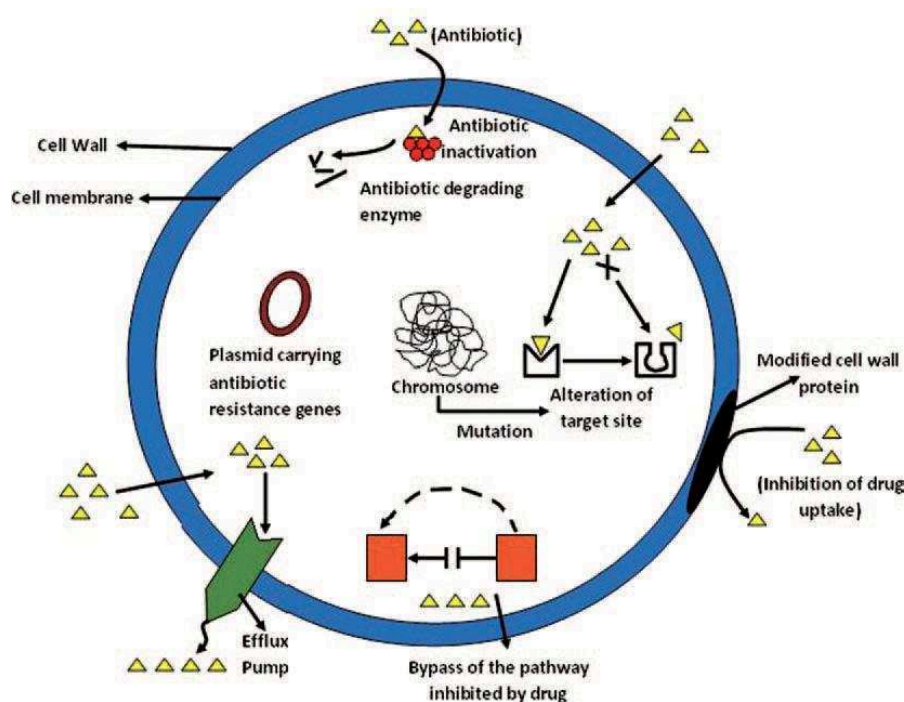 (Antibiotic)
Antibiotic
inactivation
Cell Wall
Cell membrane
Antibiotic degrading
enzyme
Plasmid carrying
antibiotic
resistance genes
Chromosome
Mutation
Alteration of
target site
Modified cell wall
protein
(Inhibition of drug
uptake)
Efflux
Pump
Bypass of the pathway
inhibited by drug